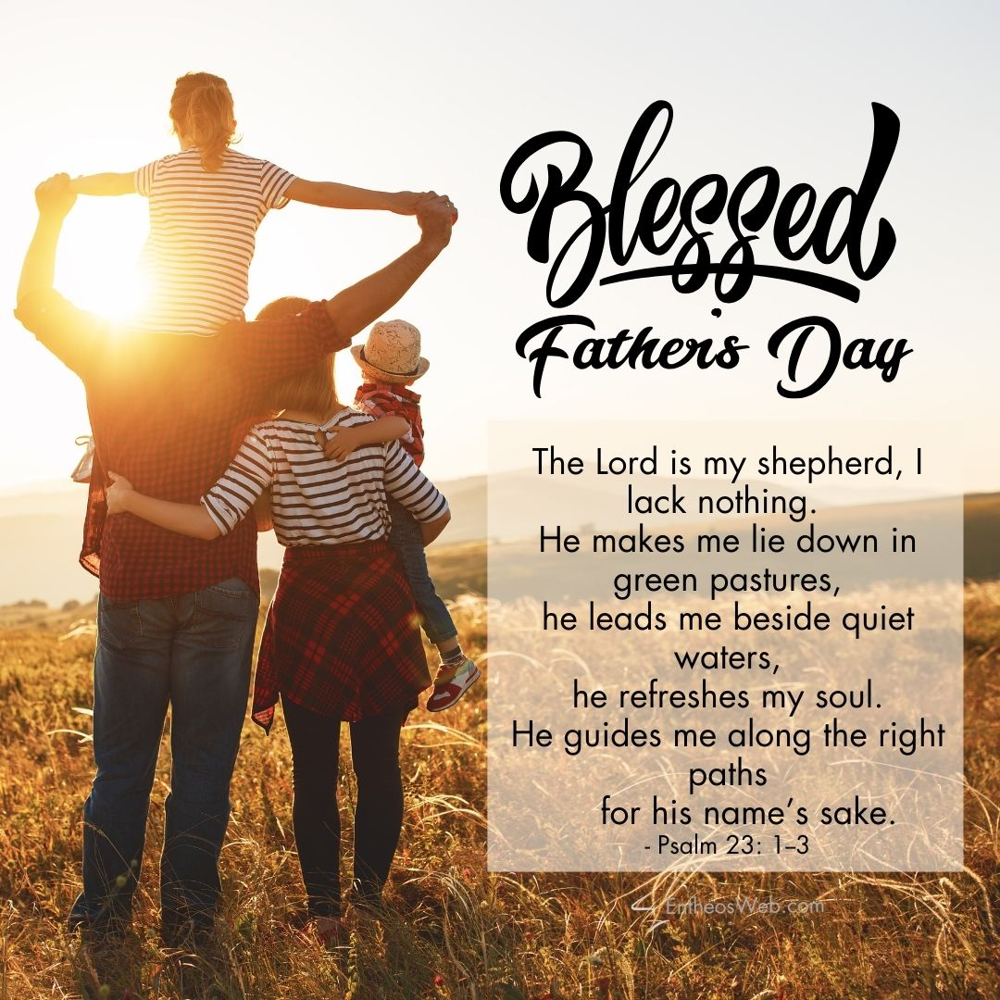 Blessed
Father's Day
The Lord is my shepherd, I
lack nothing.
He makes me lie down in
green pastures,
he leads me beside quiet
waters,
he refreshes my soul.
He guides me along the right
paths
for his name’s sake.
- Psalm 23: 1–3
EntheosWeb.com